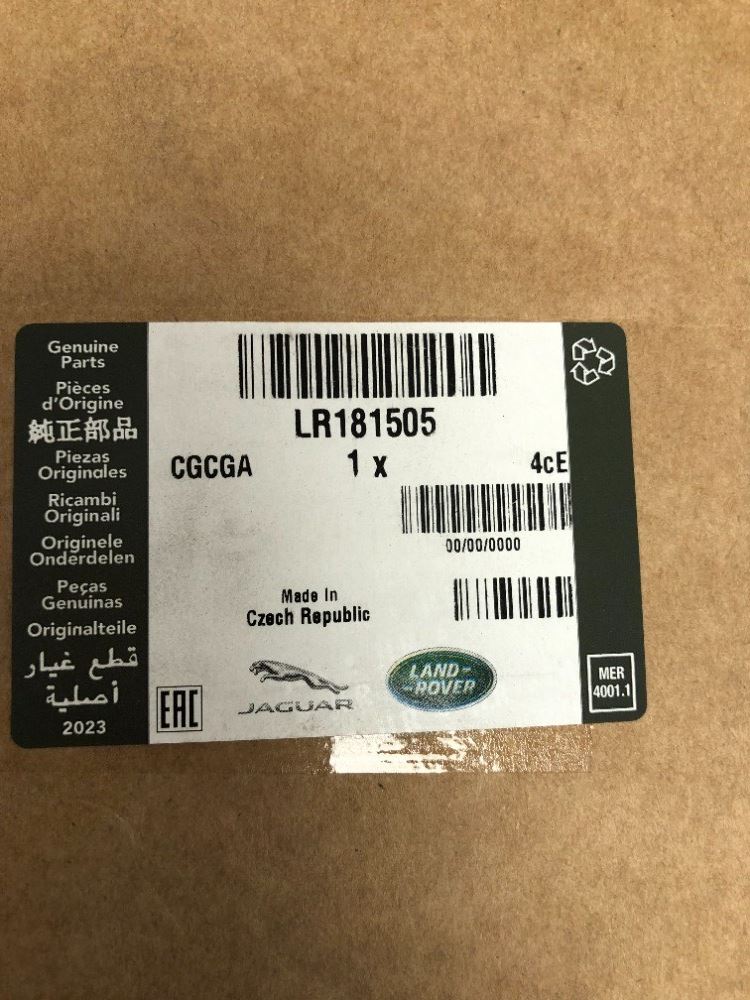 Genuine
Parts
Pièces
d'Origine
純正部品
Piezas
Originales
Ricambi
Originali
Originele
Onderdelen
Peças
Genuinas
Originalteile
قطع غيار
أصلية
2023
LR181505
CGCGA 1 x 4cE
00/00/0000
Made In
Czech Republic
EAC
JAGUAR
LAND-
-ROVER
MER
4001.1